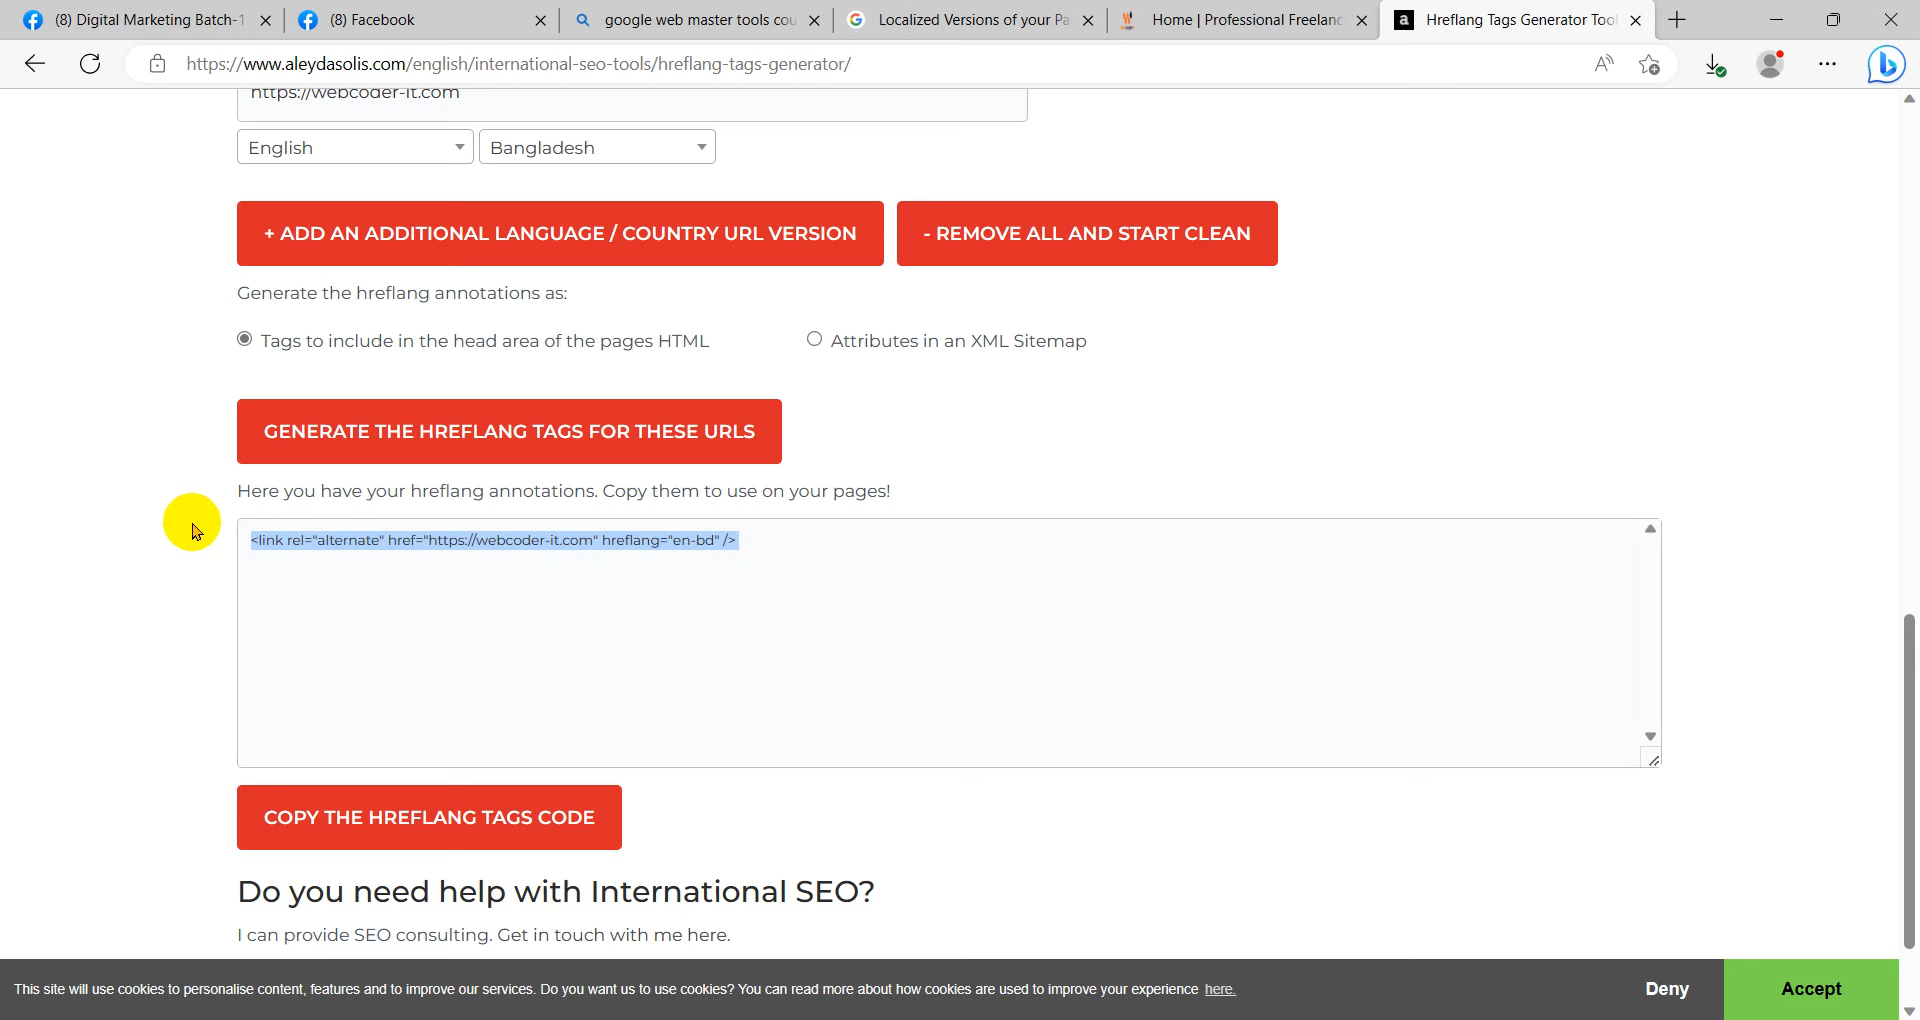 (8) Digital Marketing Batch-1
(8) Facebook
google web master tools cou
Localized Versions of your Pa
Home | Professional Freelanc
a
Hreflang Tags Generator Tool
https://www.aleydasolis.com/english/international-seo-tools/hreflang-tags-generator/
https://webcoder-it.com
English
Bangladesh
+ ADD AN ADDITIONAL LANGUAGE / COUNTRY URL VERSION
- REMOVE ALL AND START CLEAN
Generate the hreflang annotations as:
Tags to include in the head area of the pages HTML
Attributes in an XML Sitemap
GENERATE THE HREFLANG TAGS FOR THESE URLS
Here you have your hreflang annotations. Copy them to use on your pages!
<link rel="alternate" href="https://webcoder-it.com" hreflang="en-bd" />
COPY THE HREFLANG TAGS CODE
Do you need help with International SEO?
I can provide SEO consulting. Get in touch with me here.
This site will use cookies to personalise content, features and to improve our services. Do you want us to use cookies? You can read more about how cookies are used to improve your experience here.
Deny
Accept